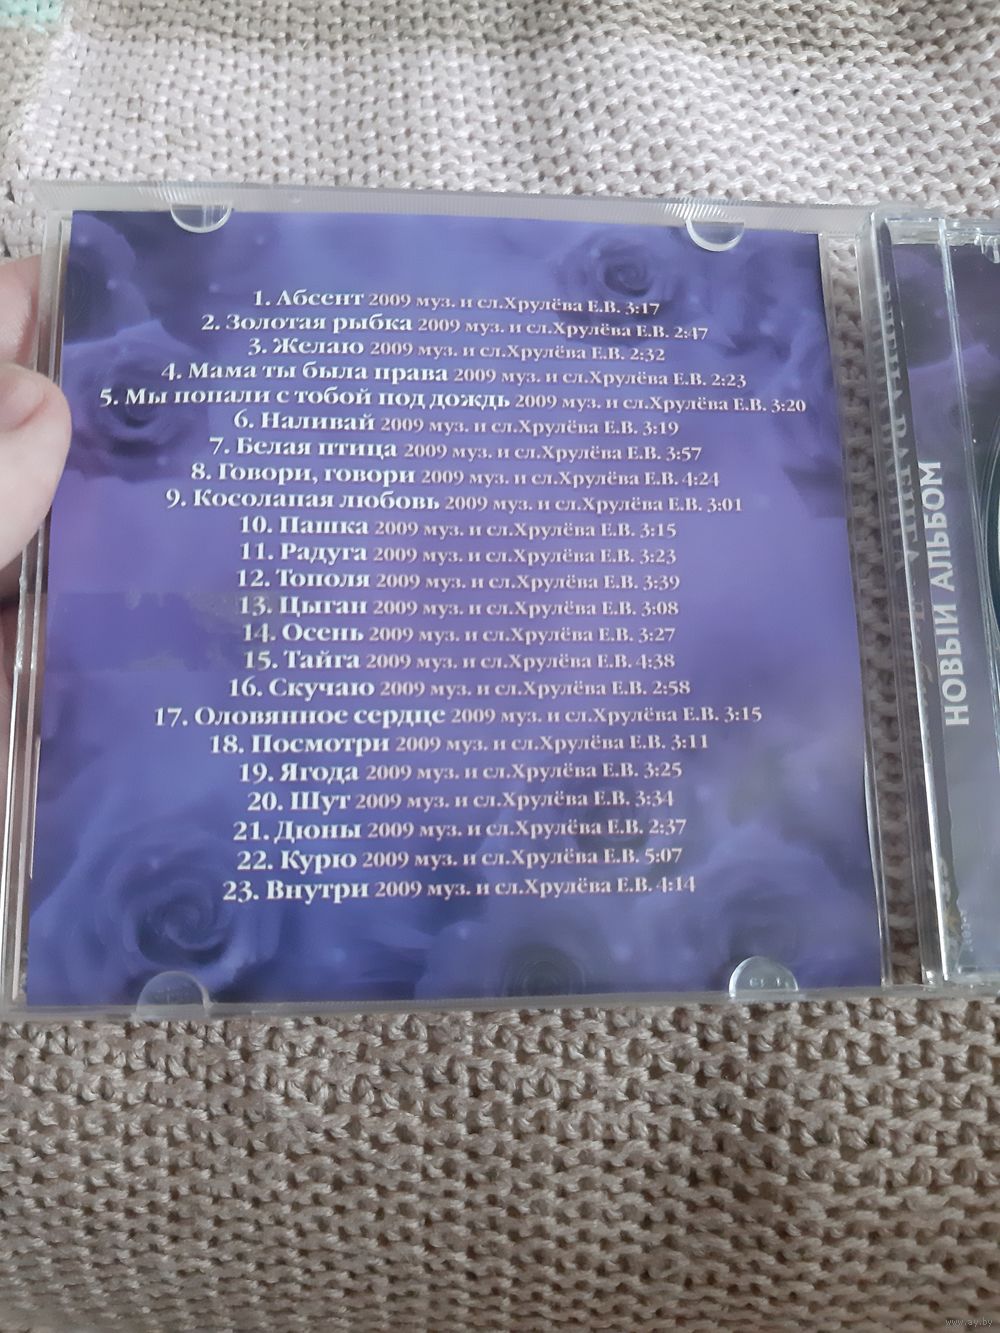 1. Абсент 2009 муз. и сл.Хрулёва Е.В. 3:17
2. Золотая рыбка 2009 муз. и сл.Хрулёва Е.В. 2:47
3. Желаю 2009 муз. и сл.Хрулёва Е.В. 2:32
4. Мама ты была права 2009 муз. и сл.Хрулёва Е.В. 2:23
5. Мы попали с тобой под дождь 2009 муз. и сл.Хрулёва Е.В. 3:20
6. Наливай 2009 муз. и сл.Хрулёва Е.В. 3:19
7. Белая птица 2009 муз. и сл.Хрулёва Е.В. 3:57
8. Говори, говори 2009 муз. и сл.Хрулёва Е.В. 4:24
9. Косолапая любовь 2009 муз. и сл.Хрулёва Е.В. 3:01
10. Пашка 2009 муз. и сл.Хрулёва Е.В. 3:15
11. Радуга 2009 муз. и сл.Хрулёва Е.В. 3:23
12. Тополя 2009 муз. и сл.Хрулёва Е.В. 3:39
13. Цыган 2009 муз. и сл.Хрулёва Е.В. 3:08
14. Осень 2009 муз. и сл.Хрулёва Е.В. 3:27
15. Тайга 2009 муз. и сл.Хрулёва Е.В. 4:38
16. Скучаю 2009 муз. и сл.Хрулёва Е.В. 2:58
17. Оловянное сердце 2009 муз. и сл.Хрулёва Е.В. 3:15
18. Посмотри 2009 муз. и сл.Хрулёва Е.В. 3:11
19. Ягода 2009 муз. и сл.Хрулёва Е.В. 3:25
20. Шут 2009 муз. и сл.Хрулёва Е.В. 3:34
21. Дюны 2009 муз. и сл.Хрулёва Е.В. 2:37
22. Курю 2009 муз. и сл.Хрулёва Е.В. 5:07
23. Внутри 2009 муз. и сл.Хрулёва Е.В. 4:14
НОВЫЙ АЛЬБОМ
www.ay.by